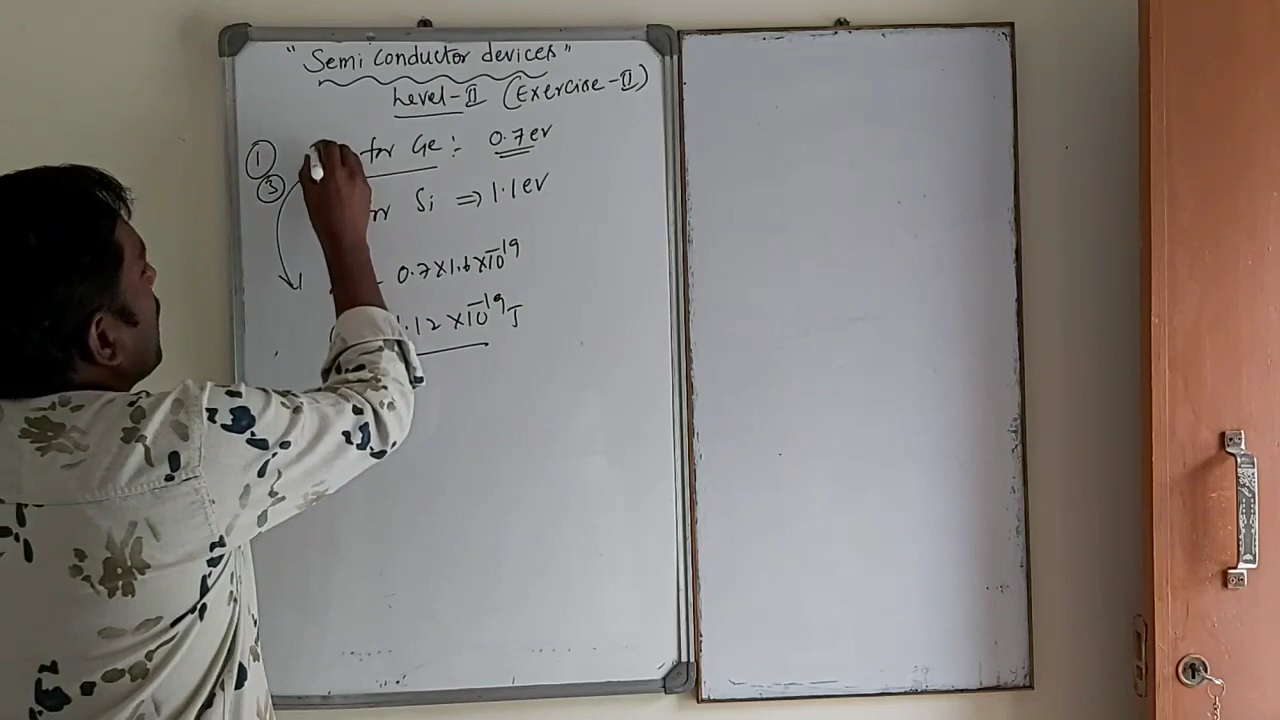 "Semi conductor devices"
Level-II (Exercise-II)
① for Ge :- 0.7ev
③ Si ⇒ 1.1ev
0.7×1.6×10⁻¹⁹
.12×10⁻¹⁹J